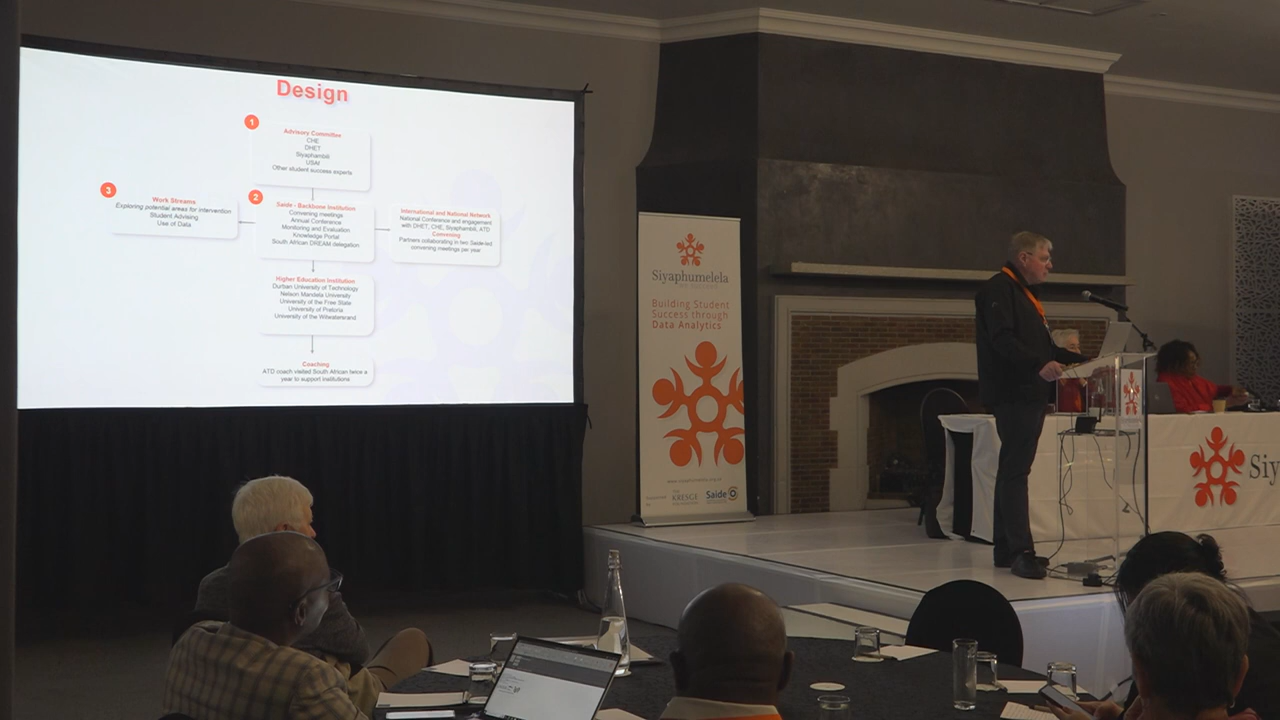 Design
1
Advisory Committee
CHE
DHET
Siyaphambili
USAf
Other student success experts
3
Work Streams
Exploring potential areas for intervention
Student Advising
Use of Data
2
Saide - Backbone Institution
Convening meetings
Annual Conference
Monitoring and Evaluation
Knowledge Portal
South African DREAM delegation
International and National Network
National Conference and engagement
with DHET, CHE, Siyaphambili, ATD
Convening
Partners collaborating in two Saide-led
convening meetings per year
Higher Education Institution
Durban University of Technology
Nelson Mandela University
University of the Free State
University of Pretoria
University of the Witwatersrand
Coaching
ATD coach visited South African twice a
year to support institutions
Siyaphumelela
Building Student
Success through
Data Analytics
KRESGE
Saide
Siy